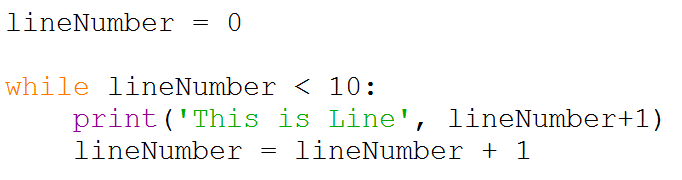 lineNumber = 0
while lineNumber < 10:
    print('This is Line', lineNumber+1)
    lineNumber = lineNumber + 1